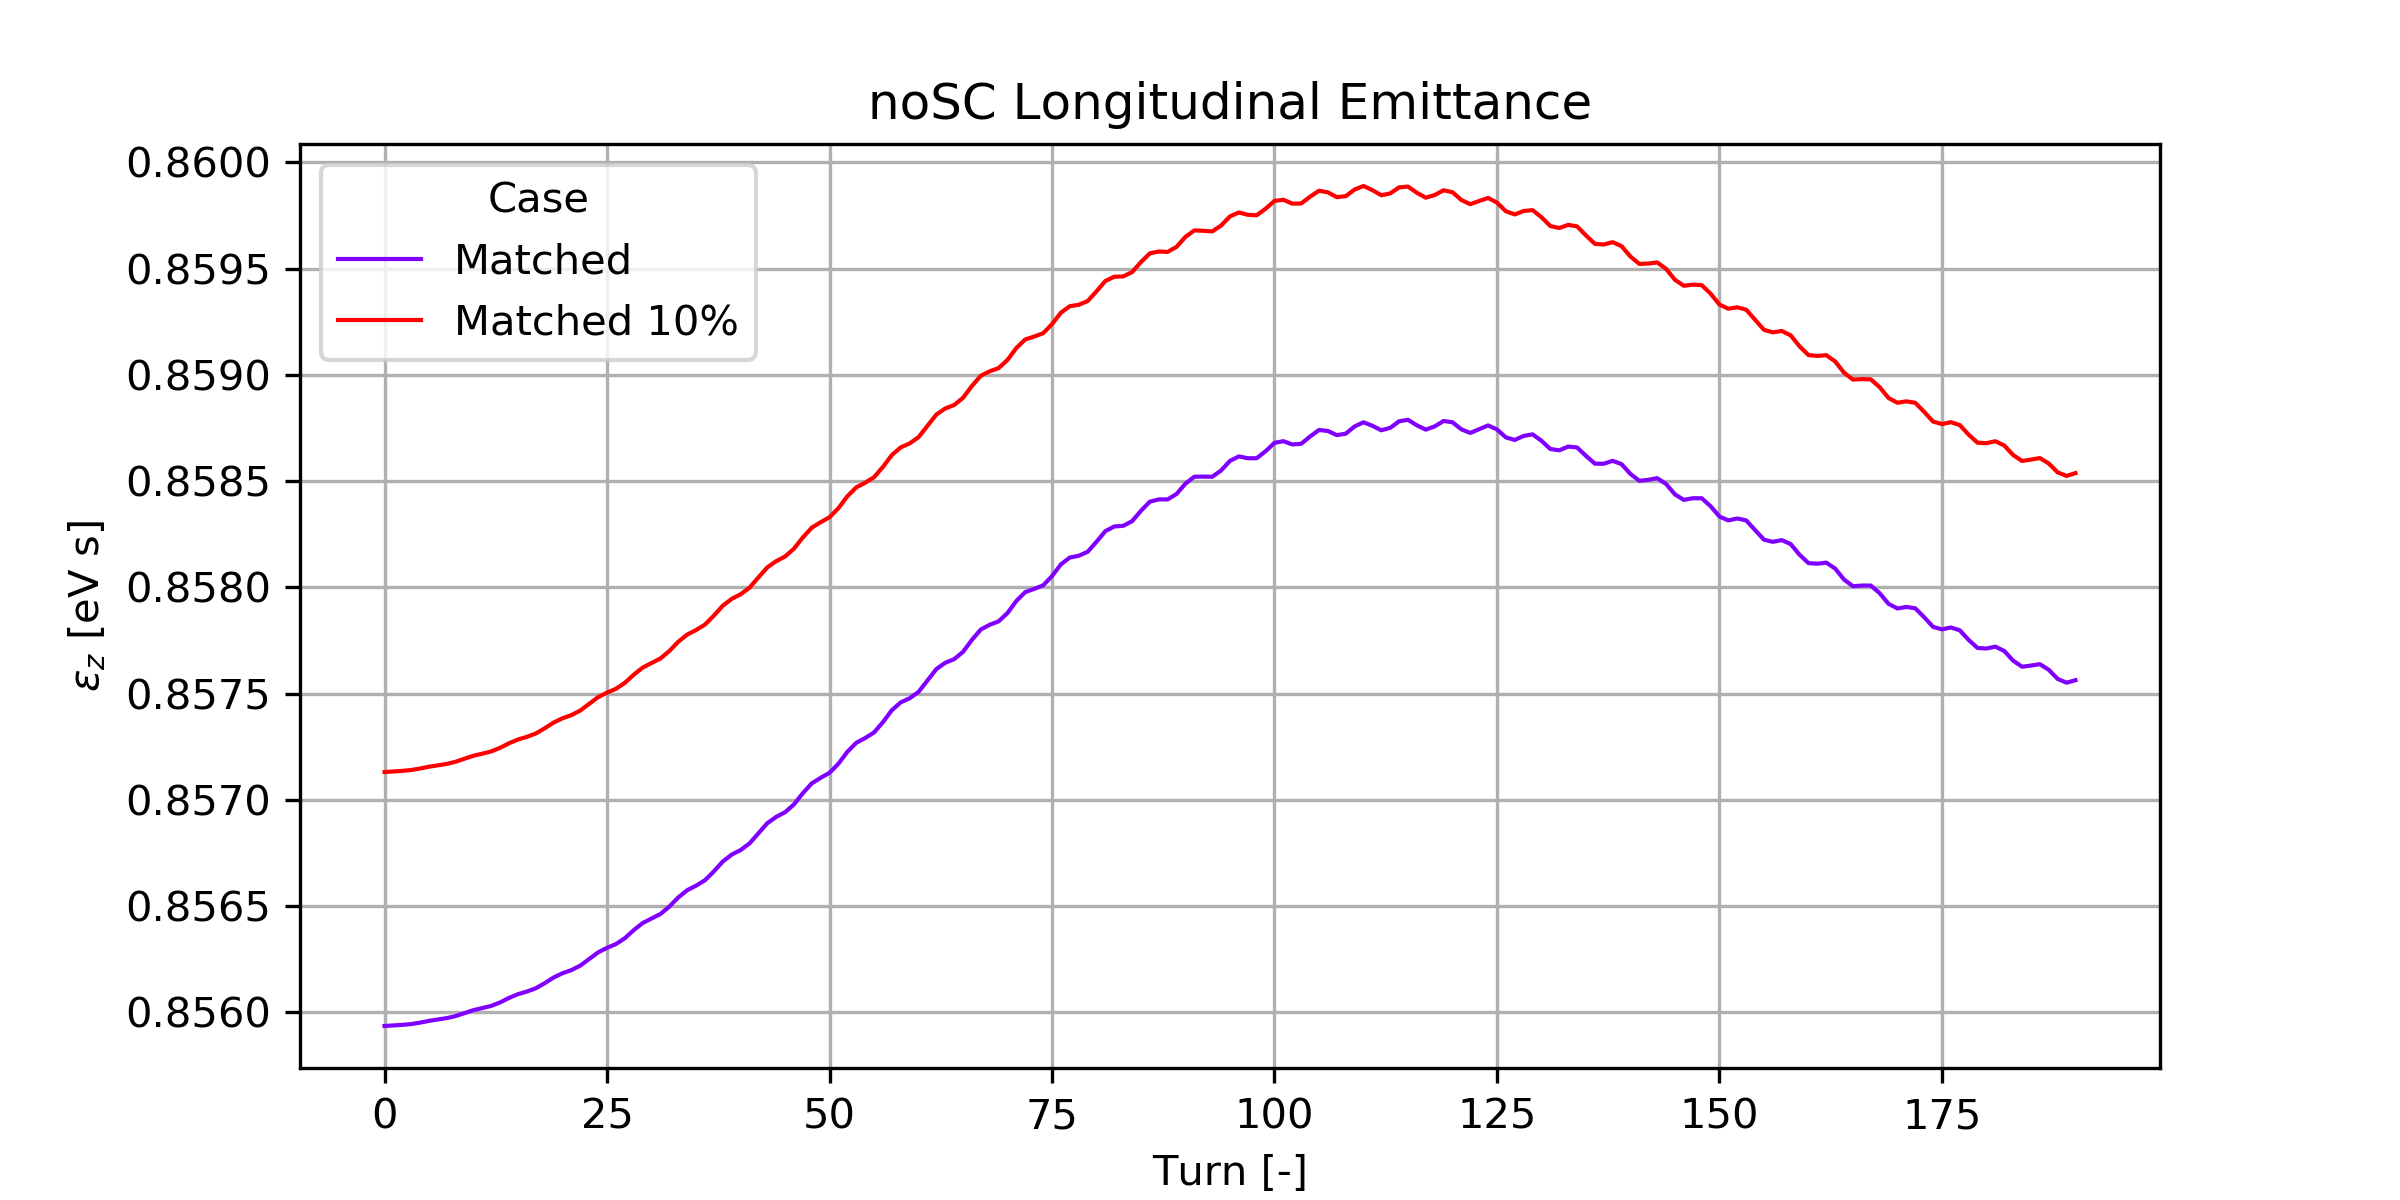 noSC Longitudinal Emittance
Case
Matched
Matched 10%
0.8600
0.8595
0.8590
0.8585
0.8580
0.8575
0.8570
0.8565
0.8560
ε_z [eV s]
0 25 50 75 100 125 150 175
Turn [-]